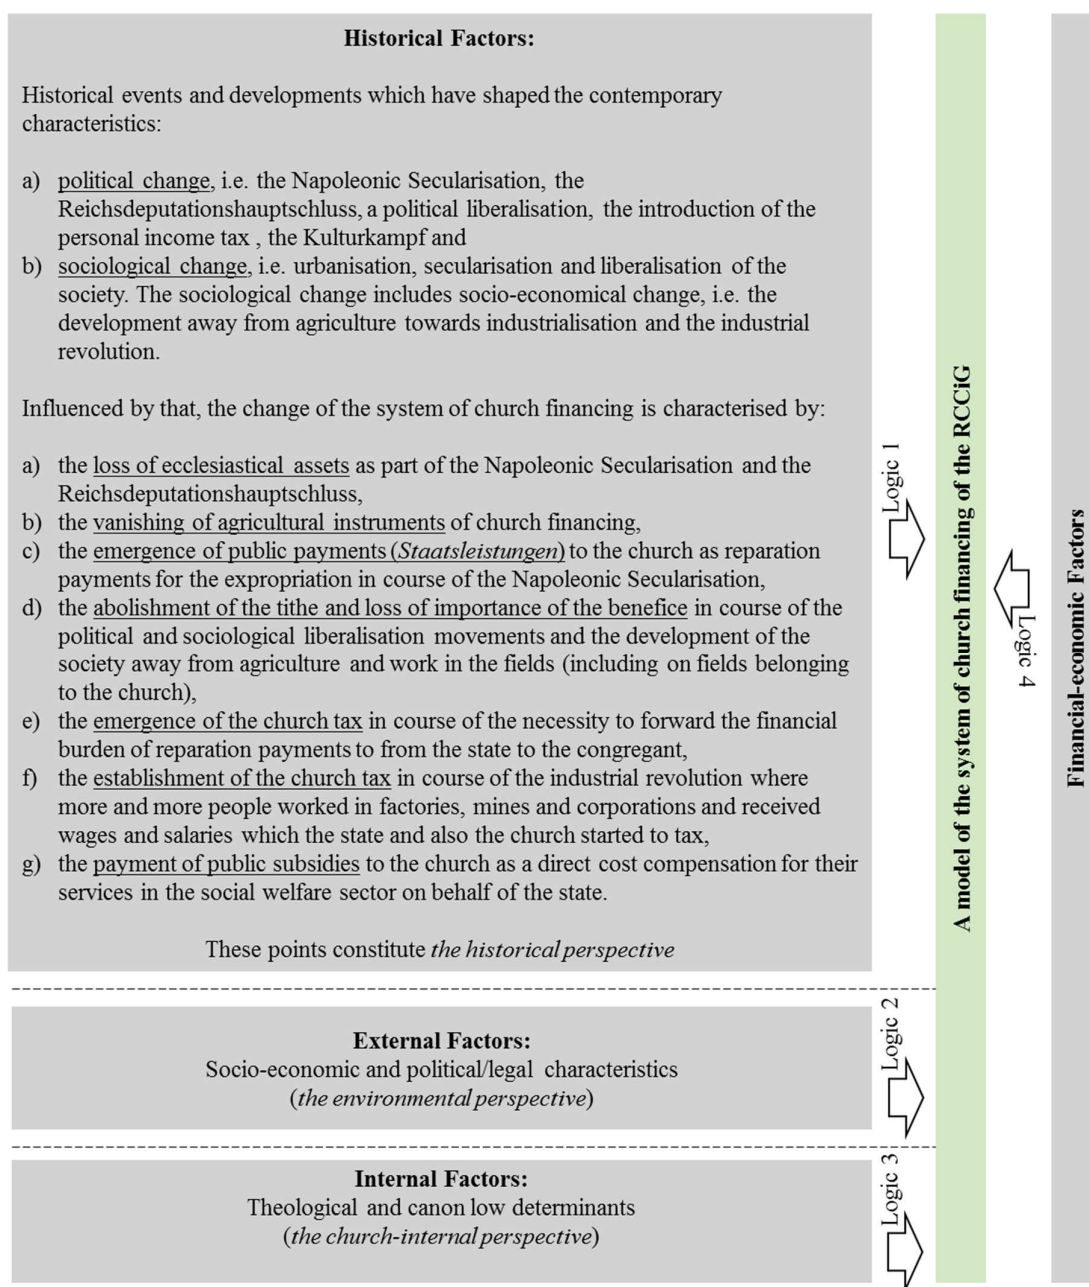 Historical Factors:
Historical events and developments which have shaped the contemporary
characteristics:
a) political change, i.e. the Napoleonic Secularisation, the
Reichsdeputationshauptschluss, a political liberalisation, the introduction of the
personal income tax , the Kulturkampf and
b) sociological change, i.e. urbanisation, secularisation and liberalisation of the
society. The sociological change includes socio-economical change, i.e. the
development away from agriculture towards industrialisation and the industrial
revolution.
Influenced by that, the change of the system of church financing is characterised by:
a) the loss of ecclesiastical assets as part of the Napoleonic Secularisation and the
Reichsdeputationshauptschluss,
b) the vanishing of agricultural instruments of church financing,
c) the emergence of public payments (Staatsleistungen) to the church as reparation
payments for the expropriation in course of the Napoleonic Secularisation,
d) the abolishment of the tithe and loss of importance of the benefice in course of the
political and sociological liberalisation movements and the development of the
society away from agriculture and work in the fields (including on fields belonging
to the church),
e) the emergence of the church tax in course of the necessity to forward the financial
burden of reparation payments to from the state to the congregant,
f) the establishment of the church tax in course of the industrial revolution where
more and more people worked in factories, mines and corporations and received
wages and salaries which the state and also the church started to tax,
g) the payment of public subsidies to the church as a direct cost compensation for their
services in the social welfare sector on behalf of the state.
These points constitute the historical perspective
Logic 1
External Factors:
Socio-economic and political/legal characteristics
(the environmental perspective)
Logic 2
Internal Factors:
Theological and canon low determinants
(the church-internal perspective)
Logic 3
A model of the system of church financing of the RCCiG
Logic 4
Financial-economic Factors